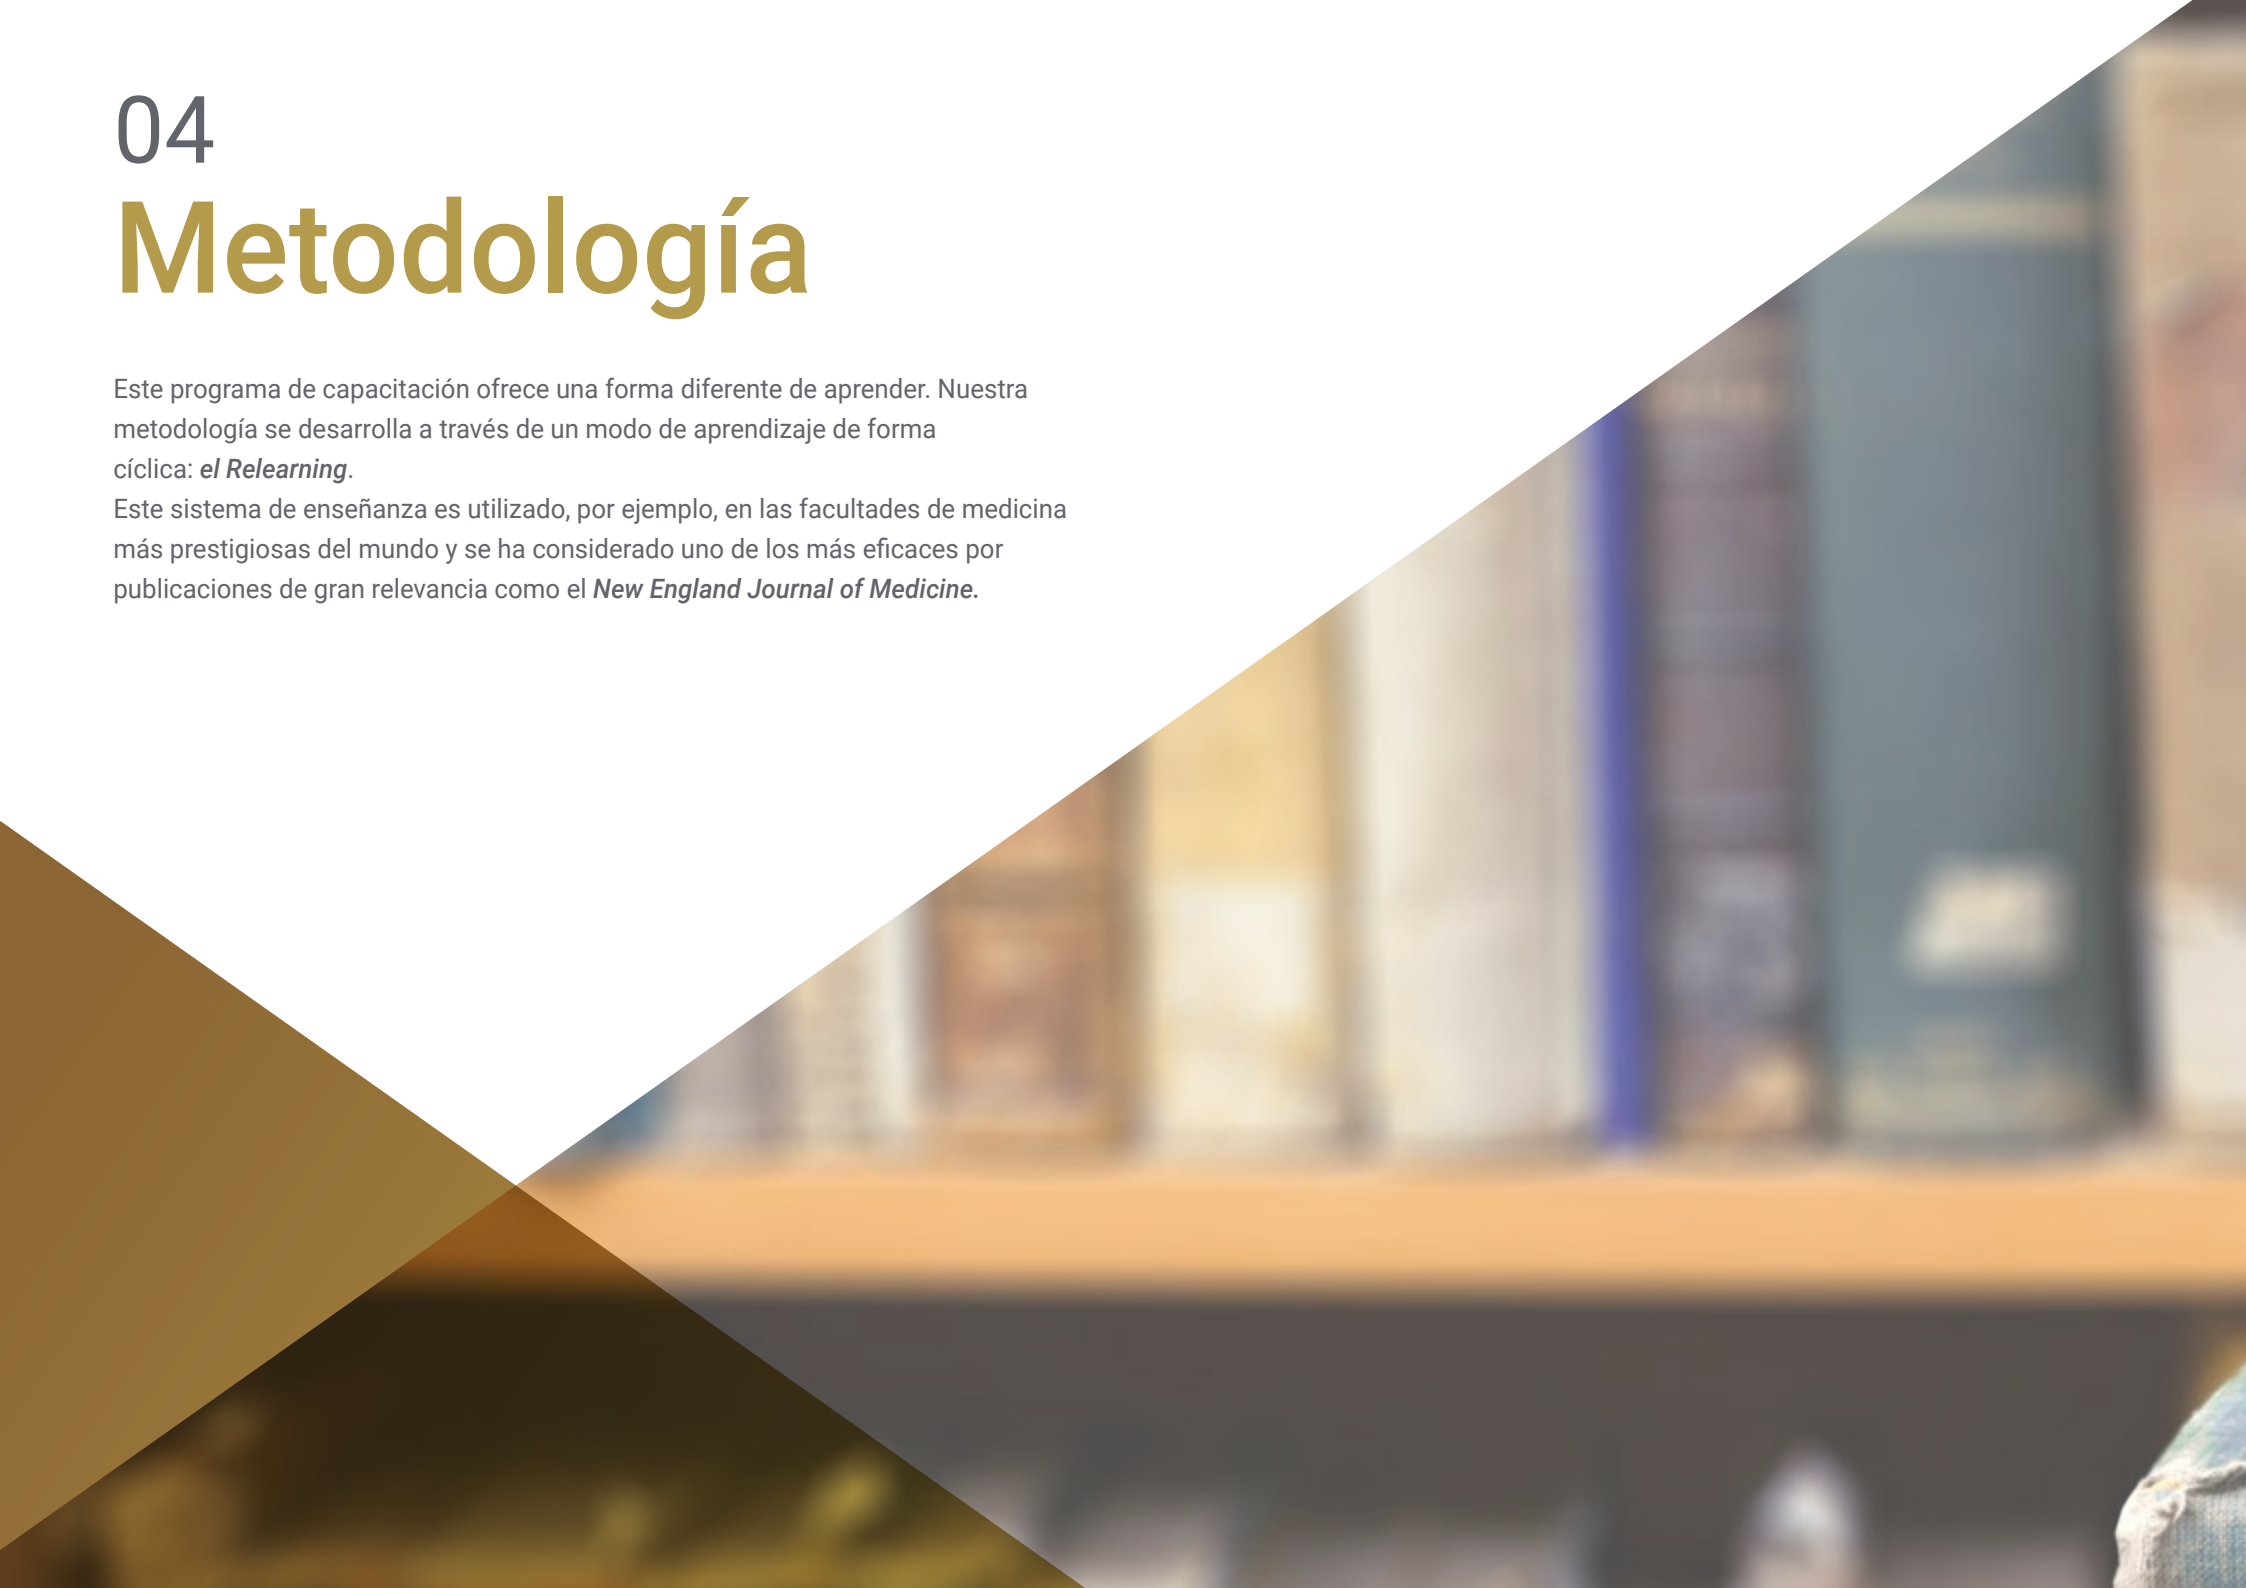 04
Metodología
Este programa de capacitación ofrece una forma diferente de aprender. Nuestra
metodología se desarrolla a través de un modo de aprendizaje de forma
cíclica: el Relearning.
Este sistema de enseñanza es utilizado, por ejemplo, en las facultades de medicina
más prestigiosas del mundo y se ha considerado uno de los más eficaces por
publicaciones de gran relevancia como el New England Journal of Medicine.